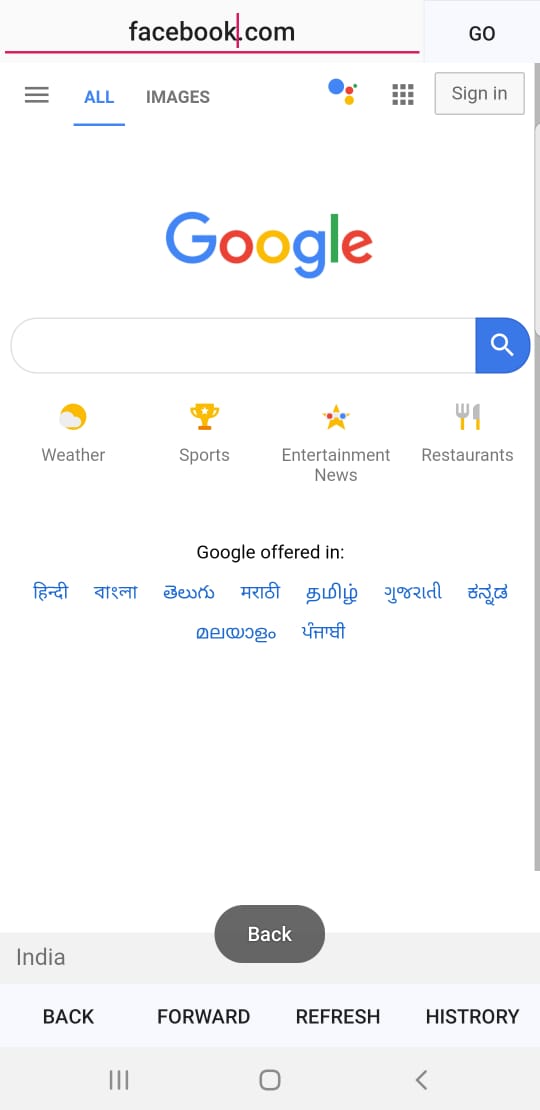 facebook.com GO
ALL IMAGES Sign in
Google
Weather Sports Entertainment News Restaurants
Google offered in:
हिन्दी বাংলা తెలుగు मराठी தமிழ் ગુજરાતી ಕನ್ನಡ
മലയാളം ਪੰਜਾਬੀ
Back
India
BACK FORWARD REFRESH HISTRORY